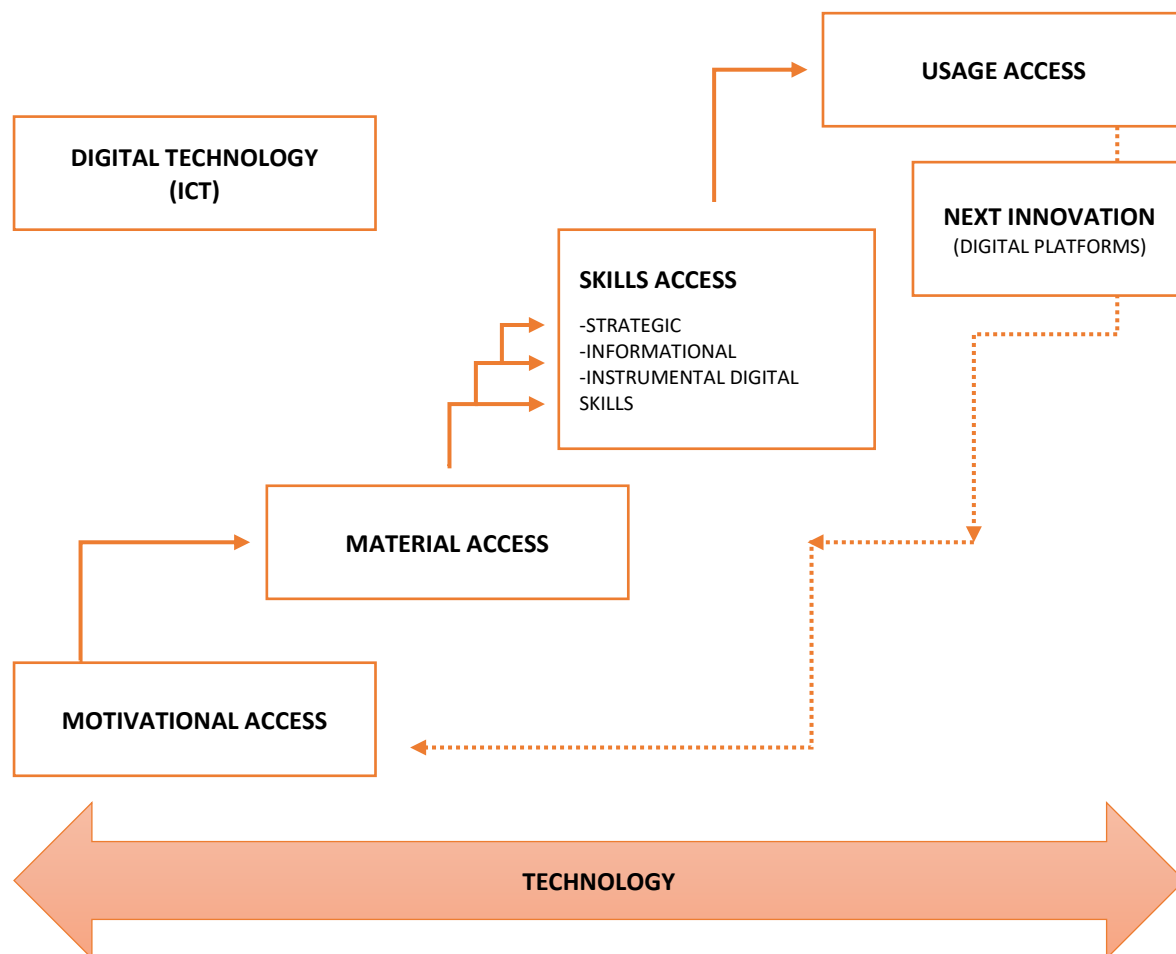 USAGE ACCESS
DIGITAL TECHNOLOGY
(ICT)
NEXT INNOVATION
(DIGITAL PLATFORMS)
SKILLS ACCESS
-STRATEGIC
-INFORMATIONAL
-INSTRUMENTAL DIGITAL
SKILLS
MATERIAL ACCESS
MOTIVATIONAL ACCESS
TECHNOLOGY